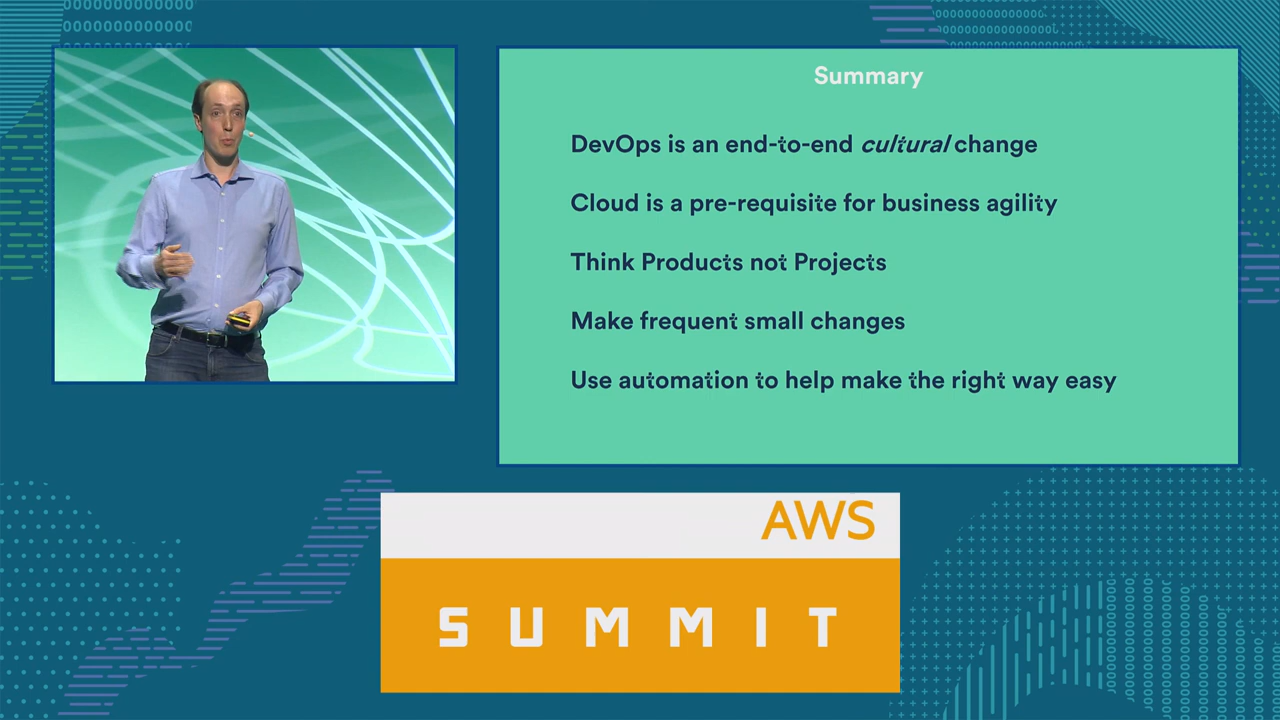 Summary
DevOps is an end-to-end cultural change
Cloud is a pre-requisite for business agility
Think Products not Projects
Make frequent small changes
Use automation to help make the right way easy
AWS
SUMMIT